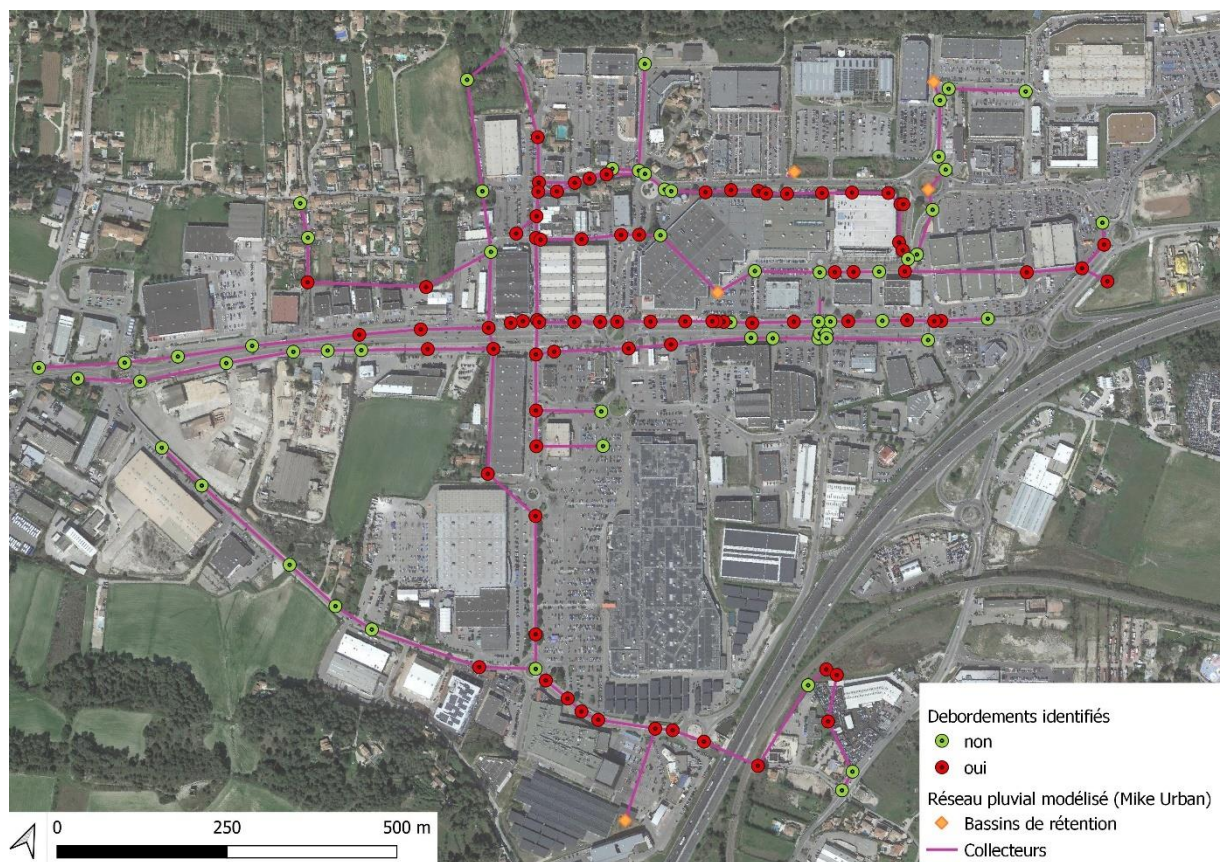 Debordements identifiés
non
oui
Réseau pluvial modélisé (Mike Urban)
Bassins de rétention
Collecteurs
0 250 500 m